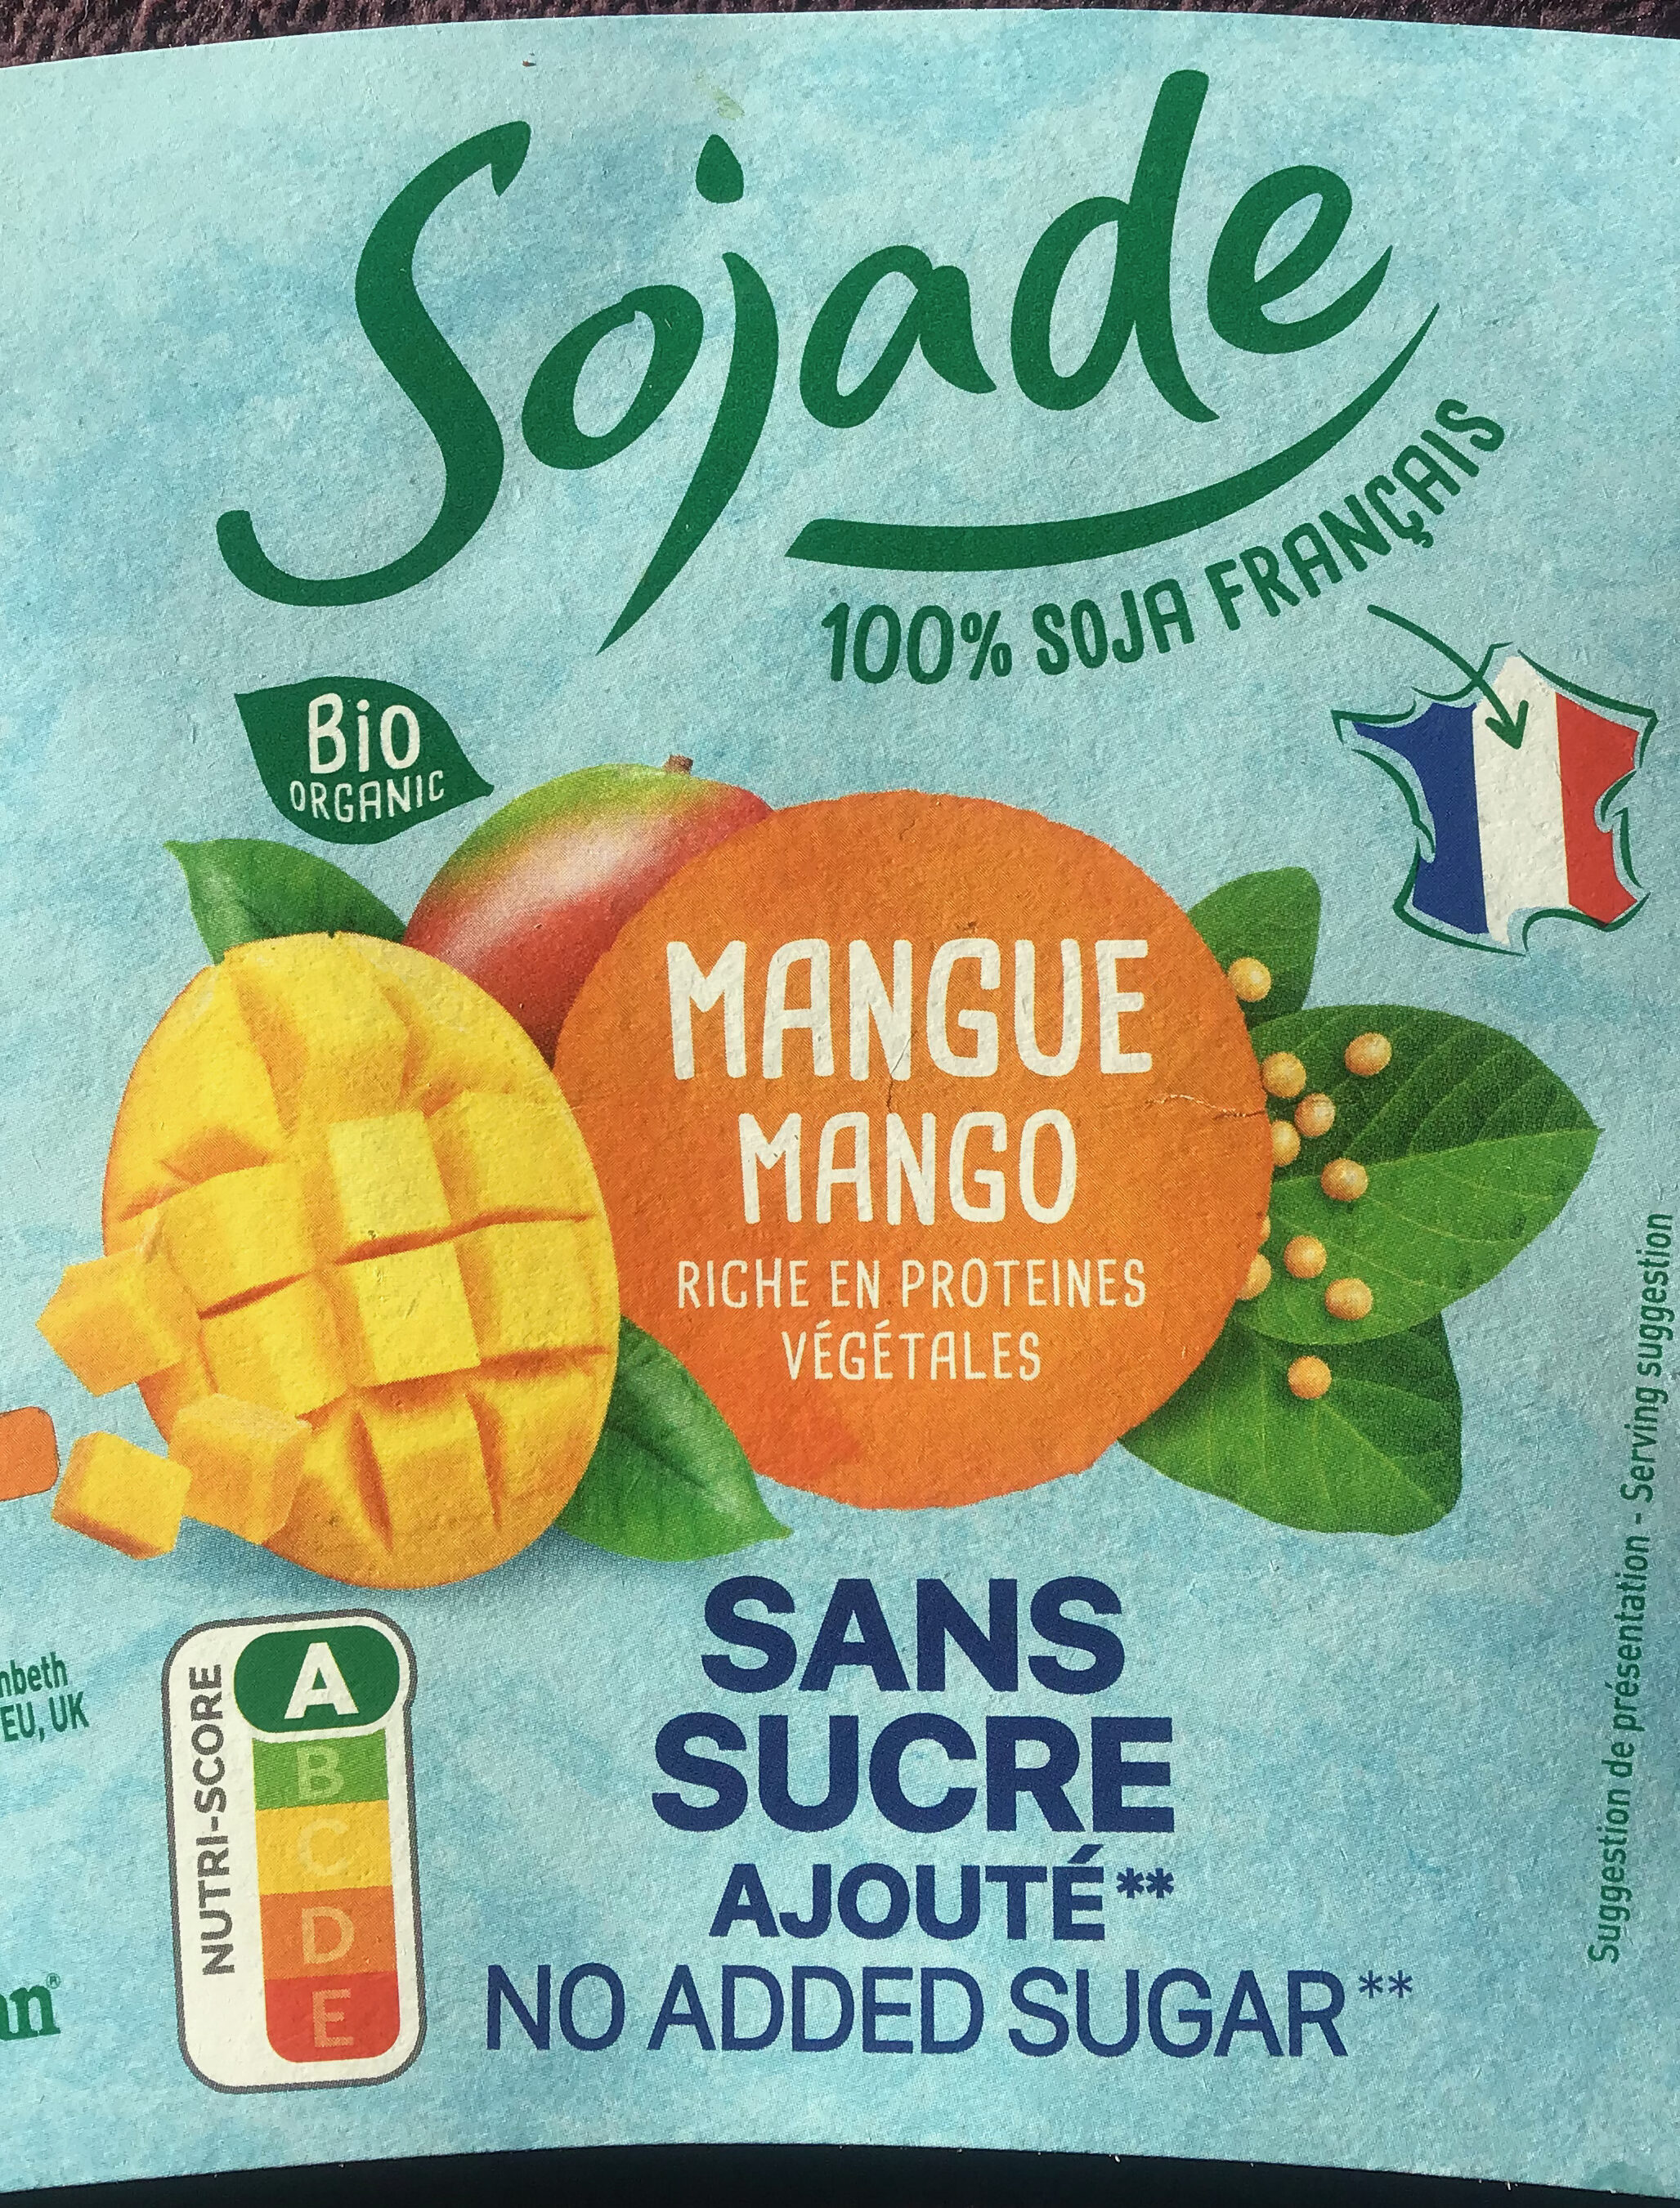 Sojade
100% SOJA FRANÇAIS
Bio
ORGANIC
MANGUE
MANGO
RICHE EN PROTEINES
VÉGÉTALES
SANS
SUCRE
AJOUTÉ**
NO ADDED SUGAR**
NUTRI-SCORE
A
B
C
D
E
EU, UK
Suggestion de présentation - Serving suggestion